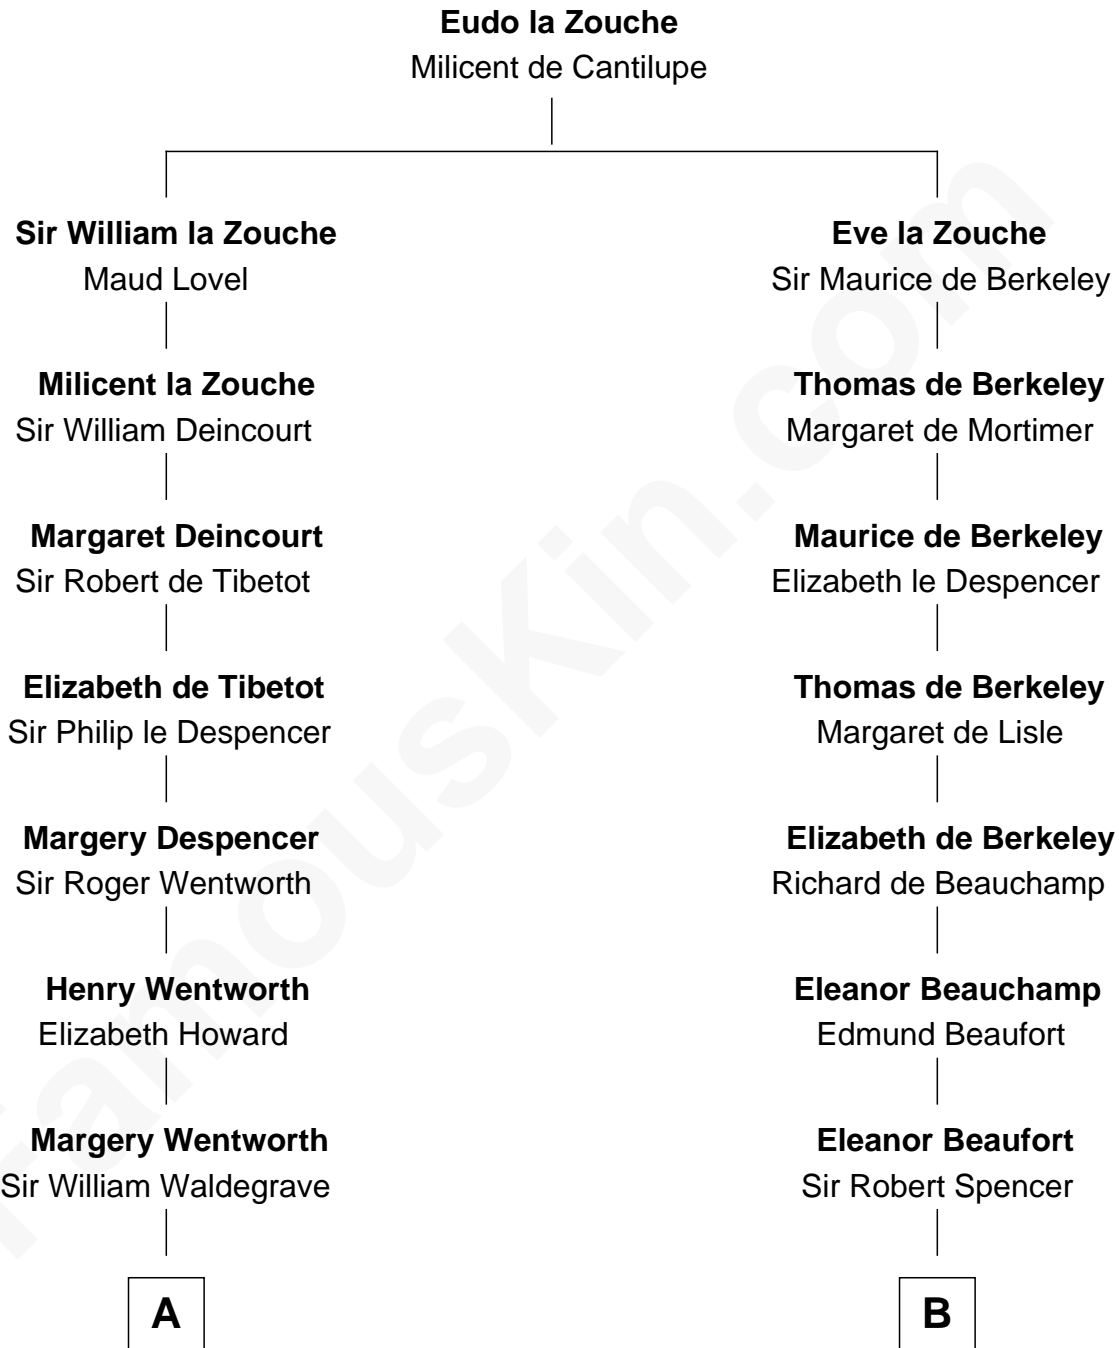 Eudo la Zouche
Milicent de Cantilupe
Sir William la Zouche
Maud Lovel
Eve la Zouche
Sir Maurice de Berkeley
Milicent la Zouche
Sir William Deincourt
Thomas de Berkeley
Margaret de Mortimer
Margaret Deincourt
Sir Robert de Tibetot
Maurice de Berkeley
Elizabeth le Despencer
Elizabeth de Tibetot
Sir Philip le Despencer
Thomas de Berkeley
Margaret de Lisle
Margery Despencer
Sir Roger Wentworth
Elizabeth de Berkeley
Richard de Beauchamp
Henry Wentworth
Elizabeth Howard
Eleanor Beauchamp
Edmund Beaufort
Margery Wentworth
Sir William Waldegrave
Eleanor Beaufort
Sir Robert Spencer
A
B
FamousKin.com